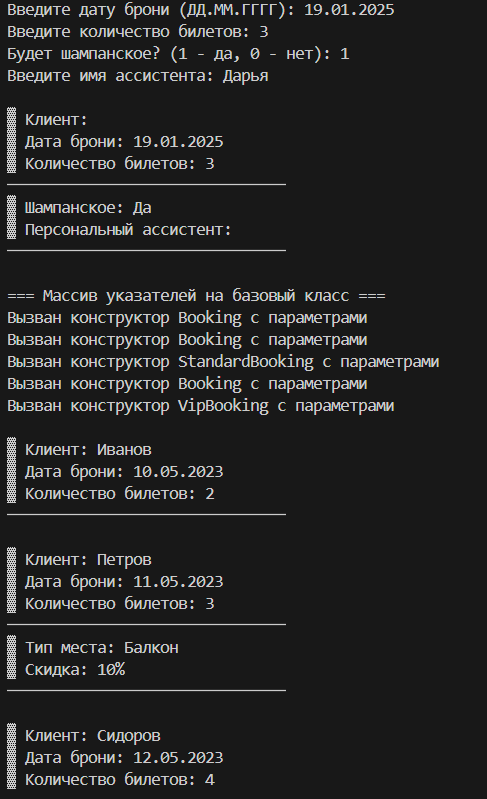 Введите дату брони (ДД.ММ.ГГГГ): 19.01.2025
Введите количество билетов: 3
Будет шампанское? (1 - да, 0 - нет): 1
Введите имя ассистента: Дарья
▓ Клиент:
▓ Дата брони: 19.01.2025
▓ Количество билетов: 3
───────────────────────────────
▓ Шампанское: Да
▓ Персональный ассистент:
───────────────────────────────
=== Массив указателей на базовый класс ===
Вызван конструктор Booking с параметрами
Вызван конструктор Booking с параметрами
Вызван конструктор StandardBooking с параметрами
Вызван конструктор Booking с параметрами
Вызван конструктор VipBooking с параметрами
▓ Клиент: Иванов
▓ Дата брони: 10.05.2023
▓ Количество билетов: 2
───────────────────────────────
▓ Клиент: Петров
▓ Дата брони: 11.05.2023
▓ Количество билетов: 3
───────────────────────────────
▓ Тип места: Балкон
▓ Скидка: 10%
───────────────────────────────
▓ Клиент: Сидоров
▓ Дата брони: 12.05.2023
▓ Количество билетов: 4